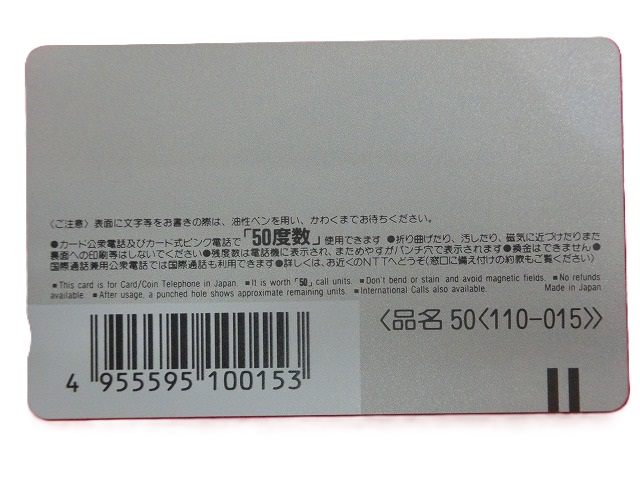 〈ご注意〉表面に文字等をお書きの際は、油性ペンを用い、かわくまでお待ちください。
●カード公衆電話及びカード式ピンク電話で「50度数」使用できます ●折り曲げたり、汚したり、磁気に近づけたりまた
裏面への印刷等はしないでください●残度数は電話機に表示され、まためやすがパンチ穴で表示されます●換金はできません●
国際通話兼用公衆電話では国際通話も利用できます●詳しくは、お近くのNTTへどうぞ(窓口に備え付けの約款もご覧ください)
■This card is for Card/Coin Telephone in Japan. ■It is worth「50」call units. ■Don't bend or stain and avoid magnetic fields. ■No refunds
available. ■After usage, a punched hole shows approximate remaining units. ■International Calls also available. Made in Japan
〈品名 50〈110-015〉〉
4 955595 100153